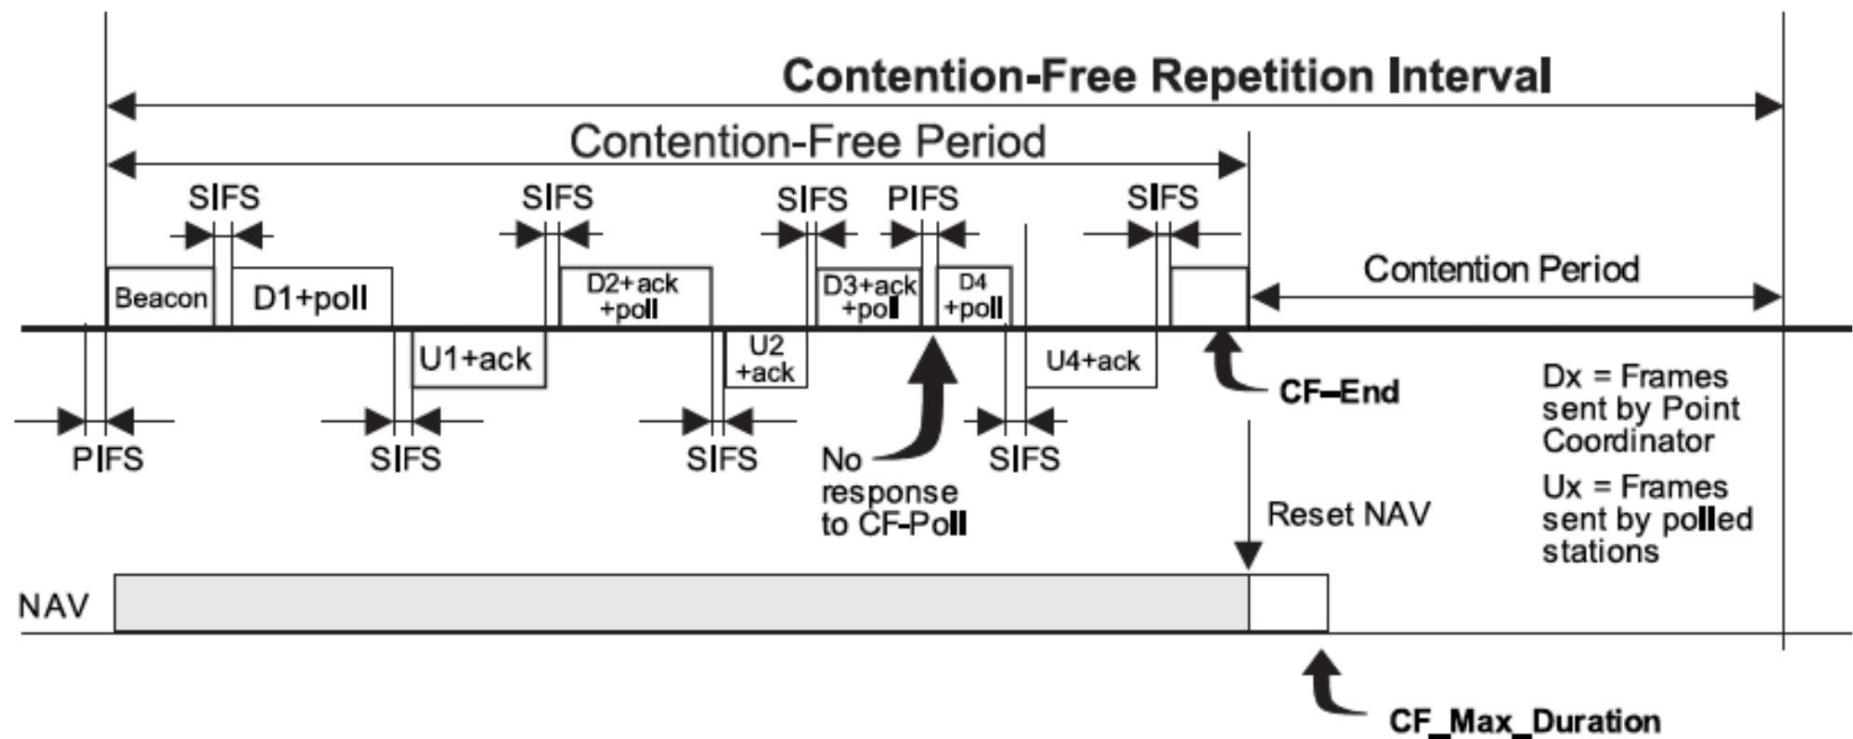 Contention-Free Repetition Interval
Contention-Free Period
SIFS
SIFS
SIFS
PIFS
SIFS
Contention Period
Beacon
D1+poll
D2+ack
+poll
D3+ack
+poll
D4
+poll
U1+ack
U2
+ack
U4+ack
CF–End
PIFS
SIFS
SIFS
No
response
to CF-Poll
SIFS
Dx = Frames
sent by Point
Coordinator
Ux = Frames
sent by polled
stations
Reset NAV
NAV
CF_Max_Duration